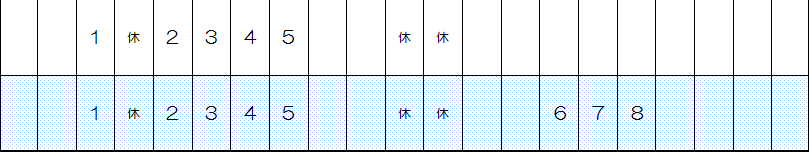 １ 休 ２ ３ ４ ５ 休 休
１ 休 ２ ３ ４ ５ 休 休 ６ ７ ８